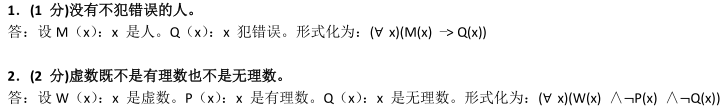 1. (1 分)没有不犯错误的人。
答：设 M（x）：x 是人。Q（x）：x 犯错误。形式化为：(∀ x)(M(x) —> Q(x))
2. (2 分)虚数既不是有理数也不是无理数。
答：设 W（x）：x 是虚数。P（x）：x 是有理数。Q（x）：x 是无理数。形式化为：(∀ x)(W(x) ∧¬P(x) ∧¬Q(x))